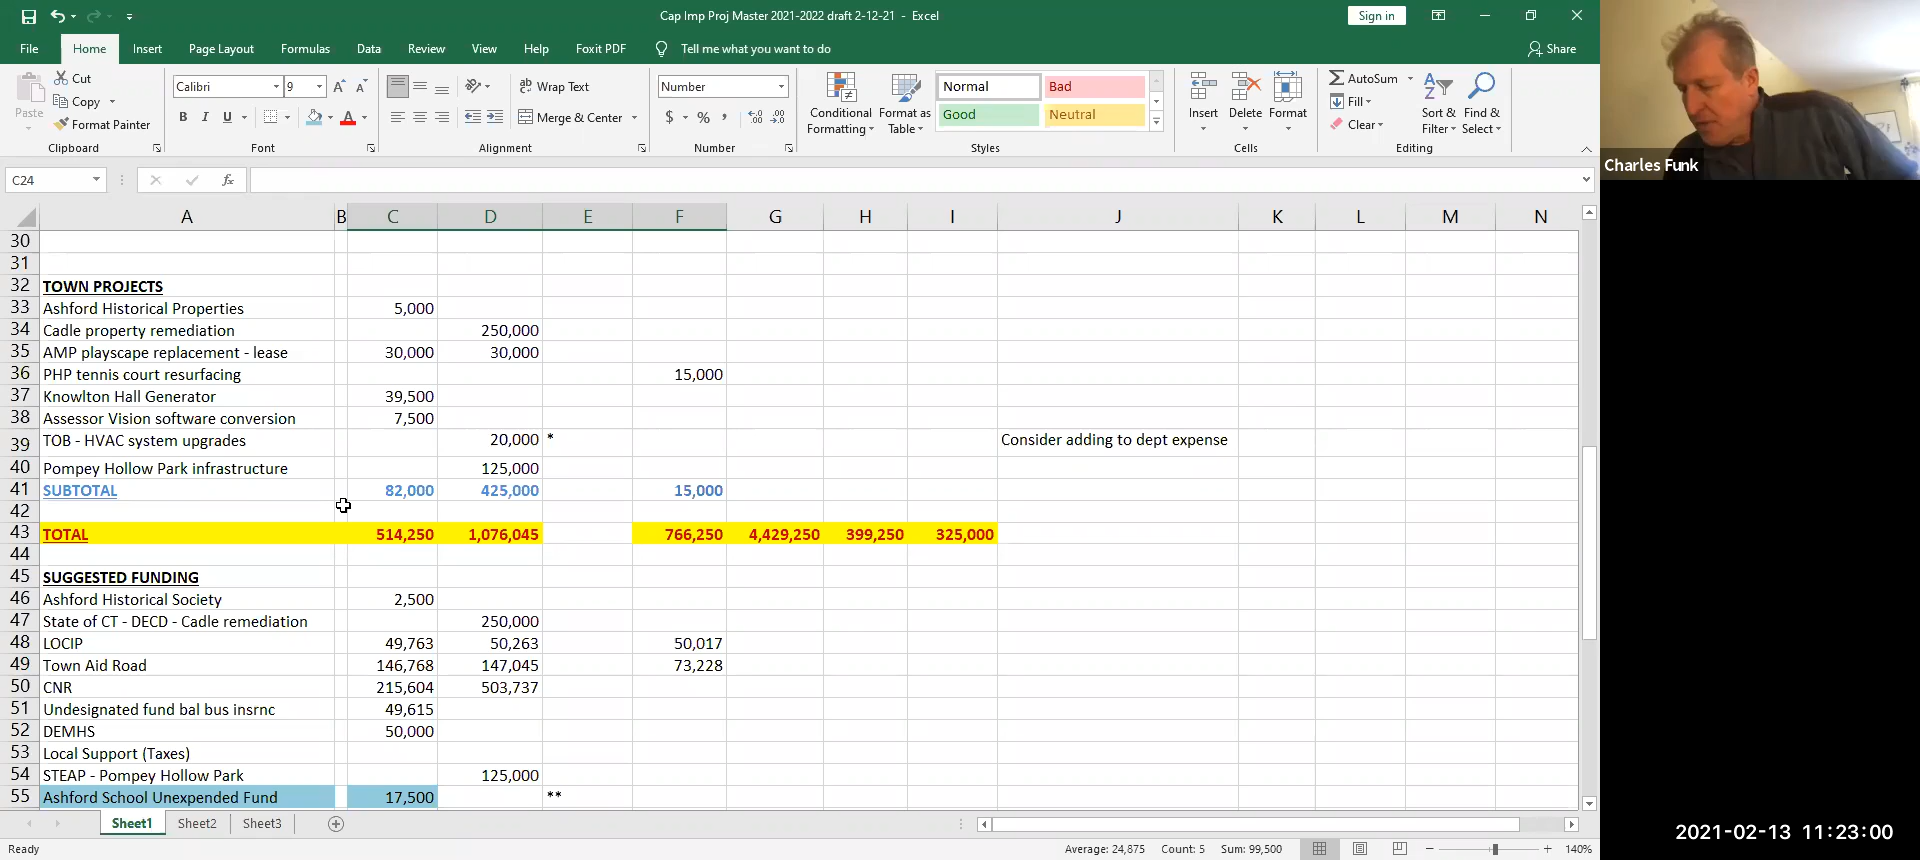 Cap Imp Proj Master 2021-2022 draft 2-12-21 - Excel
Sign in
File Home Insert Page Layout Formulas Data Review View Help Foxit PDF Tell me what you want to do Share
Paste
Cut
Copy
Format Painter
Clipboard
Calibri 9
B I U
Font
Wrap Text
Merge & Center
Alignment
Number
$ % ,
Number
Conditional Formatting
Format as Table
Normal Bad
Good Neutral
Styles
Insert Delete Format
Cells
AutoSum
Fill
Clear
Sort & Filter
Find & Select
Editing
Charles Funk
C24 fx
A B C D E F G H I J K L M N
30
31
32 TOWN PROJECTS
33 Ashford Historical Properties 5,000
34 Cadle property remediation 250,000
35 AMP playscape replacement - lease 30,000 30,000
36 PHP tennis court resurfacing 15,000
37 Knowlton Hall Generator 39,500
38 Assessor Vision software conversion 7,500
39 TOB - HVAC system upgrades 20,000 * Consider adding to dept expense
40 Pompey Hollow Park infrastructure 125,000
41 SUBTOTAL 82,000 425,000 15,000
42
43 TOTAL 514,250 1,076,045 766,250 4,429,250 399,250 325,000
44
45 SUGGESTED FUNDING
46 Ashford Historical Society 2,500
47 State of CT - DECD - Cadle remediation 250,000
48 LOCIP 49,763 50,263 50,017
49 Town Aid Road 146,768 147,045 73,228
50 CNR 215,604 503,737
51 Undesignated fund bal bus insrnc 49,615
52 DEMHS 50,000
53 Local Support (Taxes)
54 STEAP - Pompey Hollow Park 125,000
55 Ashford School Unexpended Fund 17,500 **
Sheet1 Sheet2 Sheet3
Ready Average: 24,875 Count: 5 Sum: 99,500 140%
2021-02-13 11:23:00